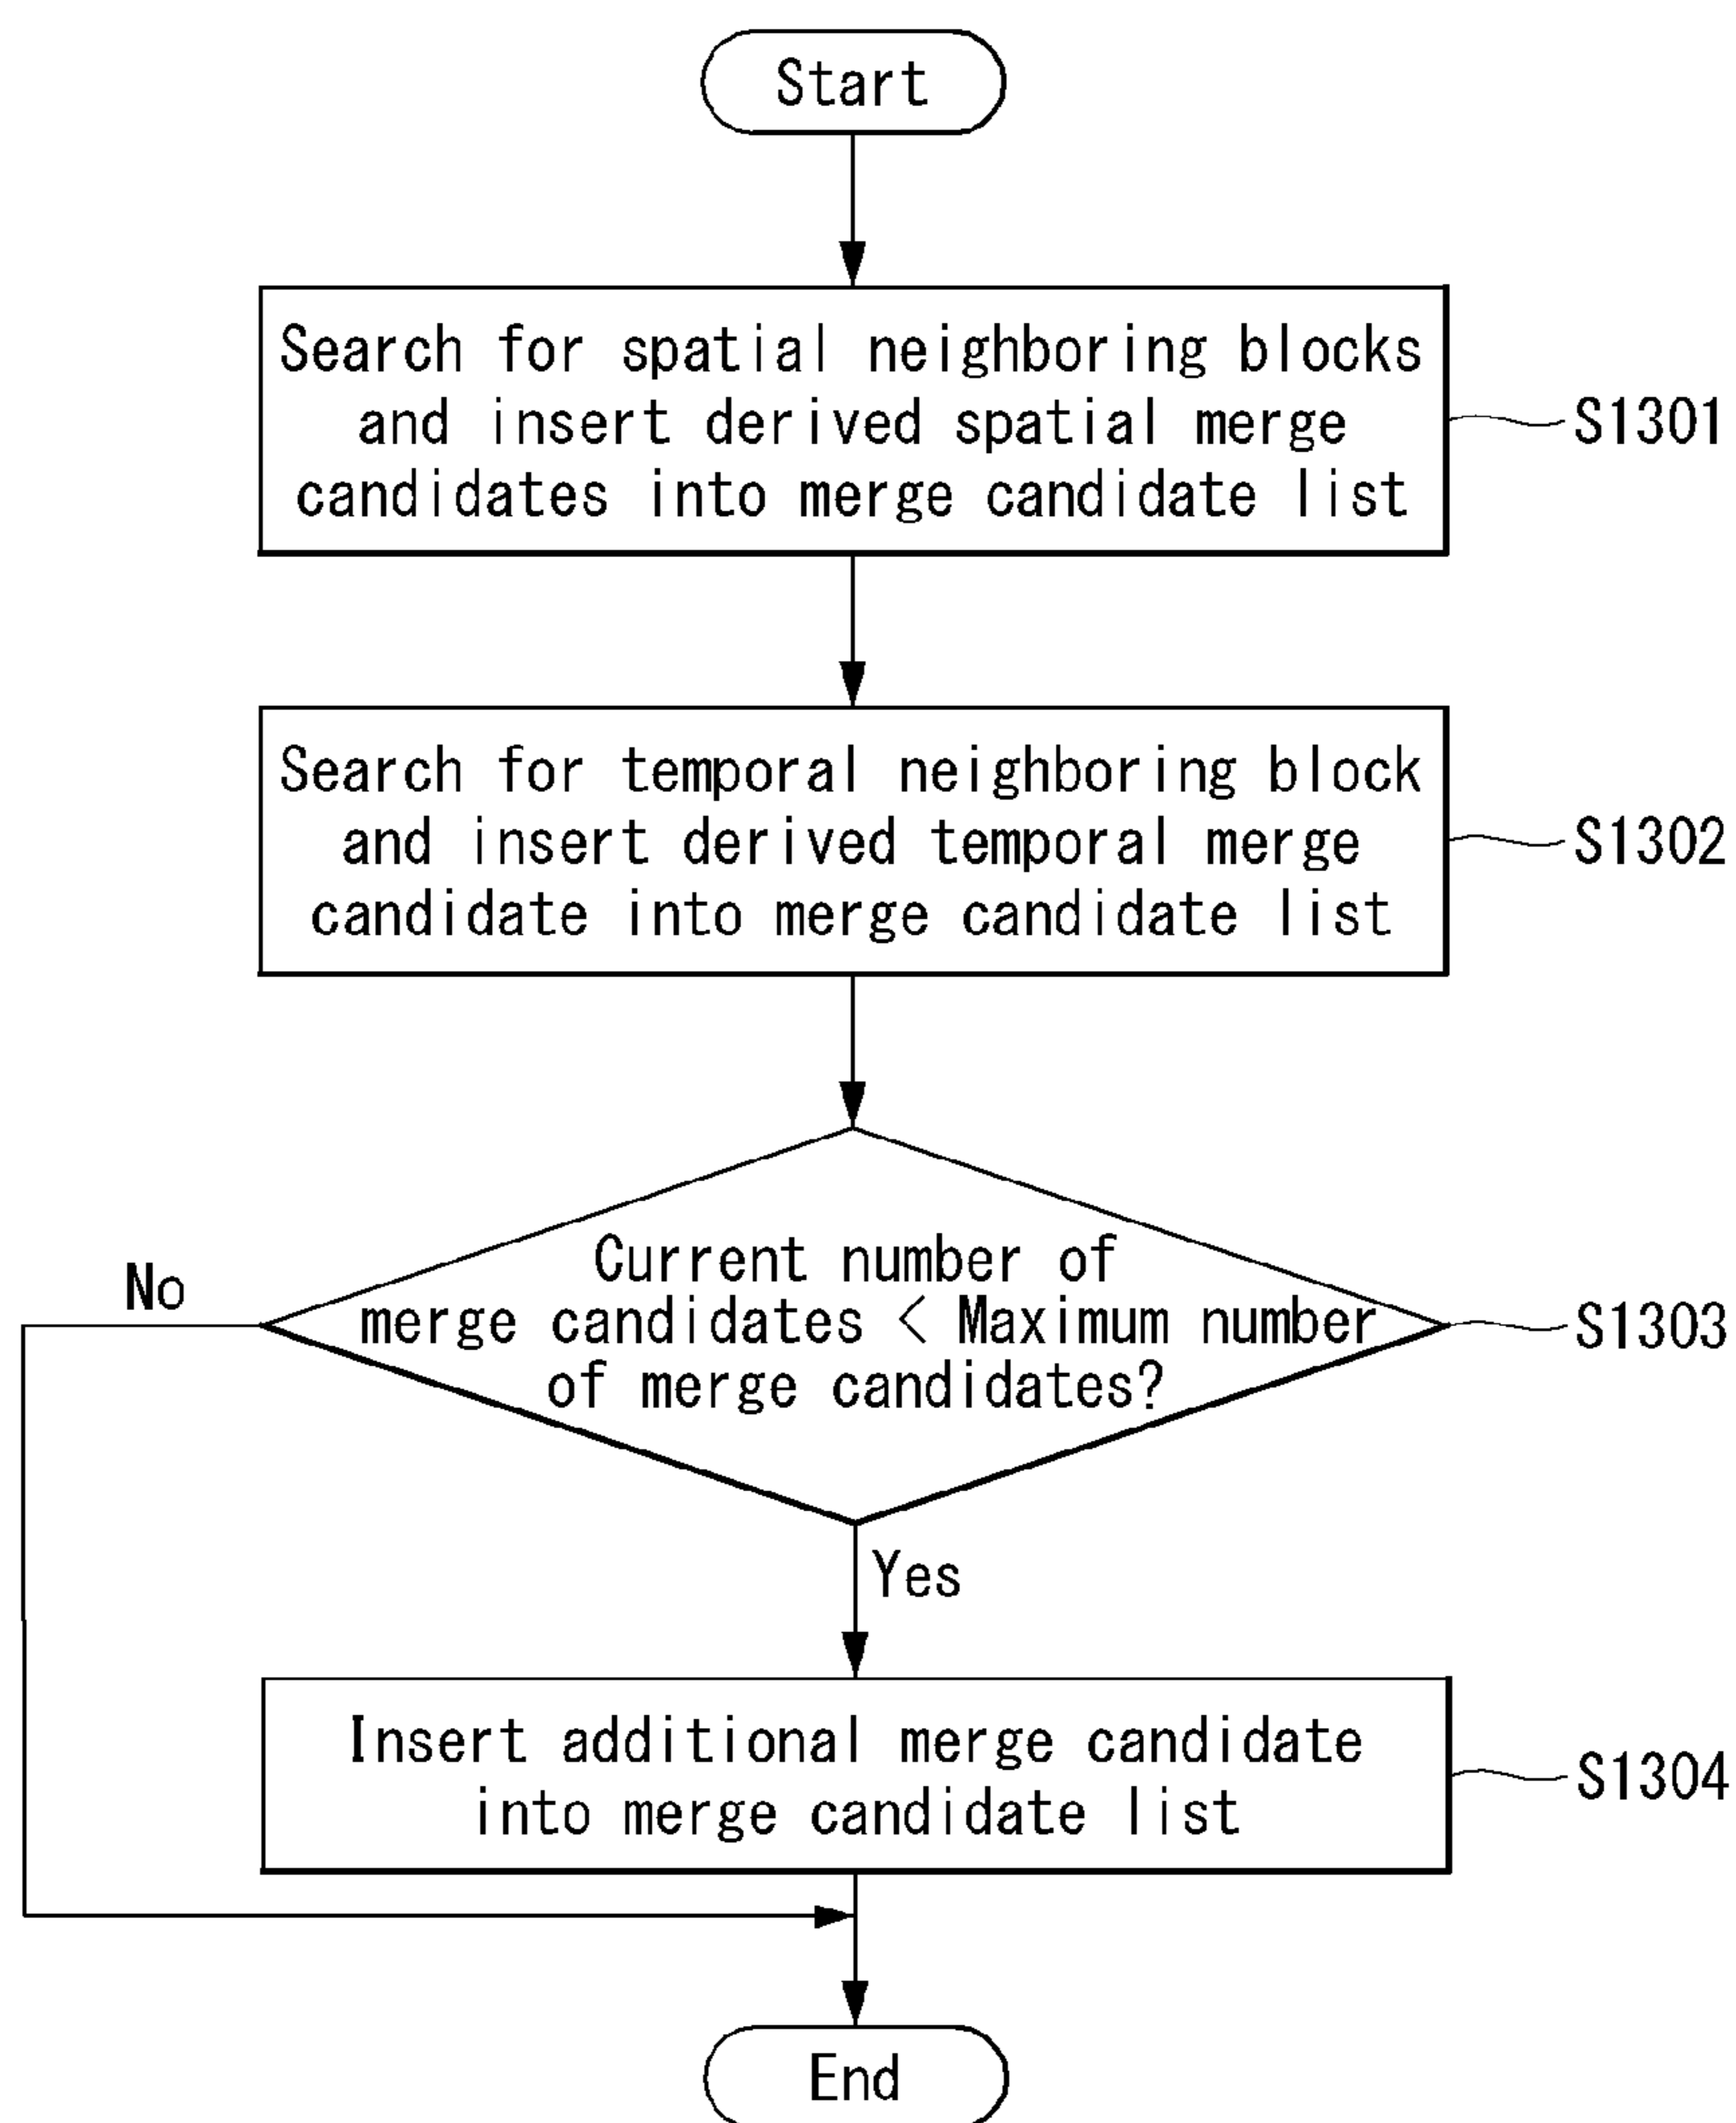 Start
Search for spatial neighboring blocks
and insert derived spatial merge
candidates into merge candidate list
S1301
Search for temporal neighboring block
and insert derived temporal merge
candidate into merge candidate list
S1302
Current number of
merge candidates < Maximum number
of merge candidates?
S1303
No
Yes
Insert additional merge candidate
into merge candidate list
S1304
End